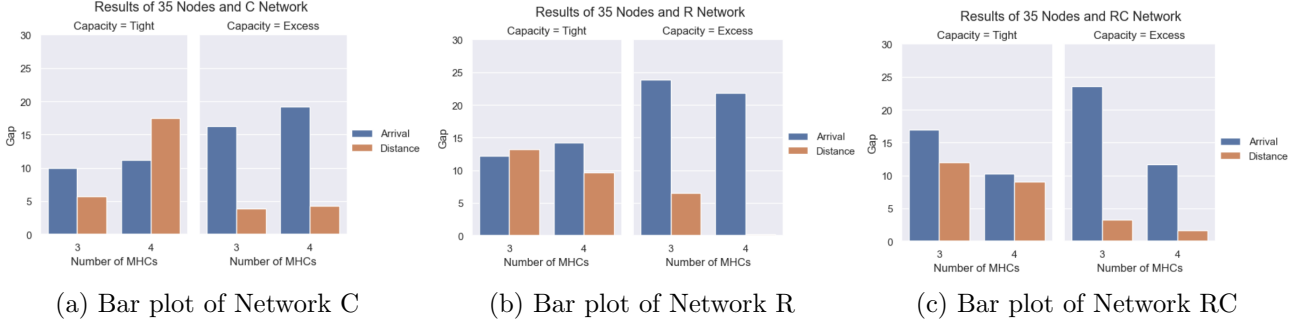 Results of 35 Nodes and C Network
Capacity = Tight
Capacity = Excess
30
25
20
15
10
5
0
Gap
3
4
3
4
Number of MHCs
Number of MHCs
Arrival
Distance
(a) Bar plot of Network C
Results of 35 Nodes and R Network
Capacity = Tight
Capacity = Excess
30
25
20
15
10
5
0
Gap
3
4
3
4
Number of MHCs
Number of MHCs
Arrival
Distance
(b) Bar plot of Network R
Results of 35 Nodes and RC Network
Capacity = Tight
Capacity = Excess
30
25
20
15
10
5
0
Gap
3
4
3
4
Number of MHCs
Number of MHCs
Arrival
Distance
(c) Bar plot of Network RC